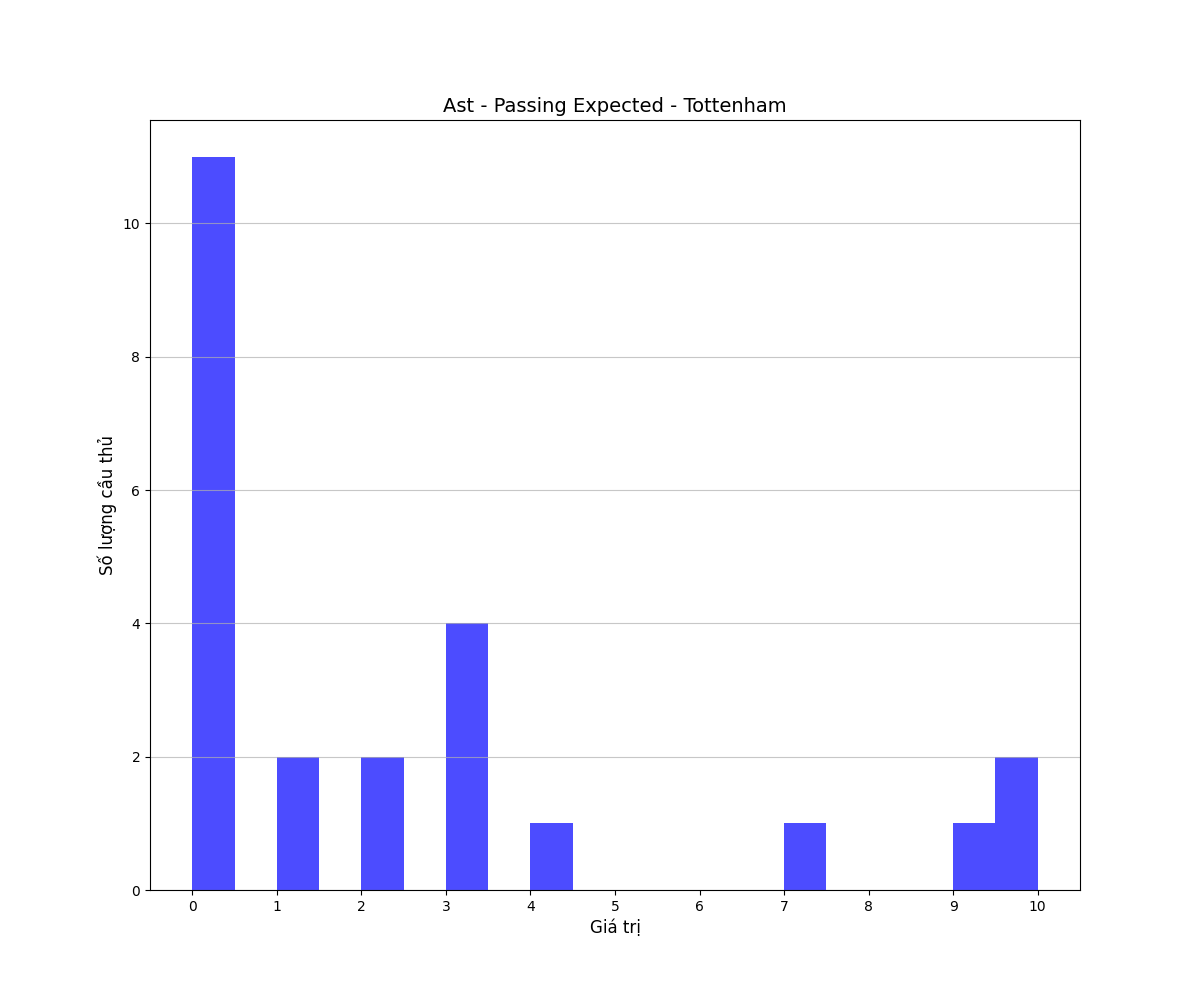 Ast - Passing Expected - Tottenham
10
8
6
4
2
0
Số lượng cầu thủ
0 1 2 3 4 5 6 7 8 9 10
Giá trị